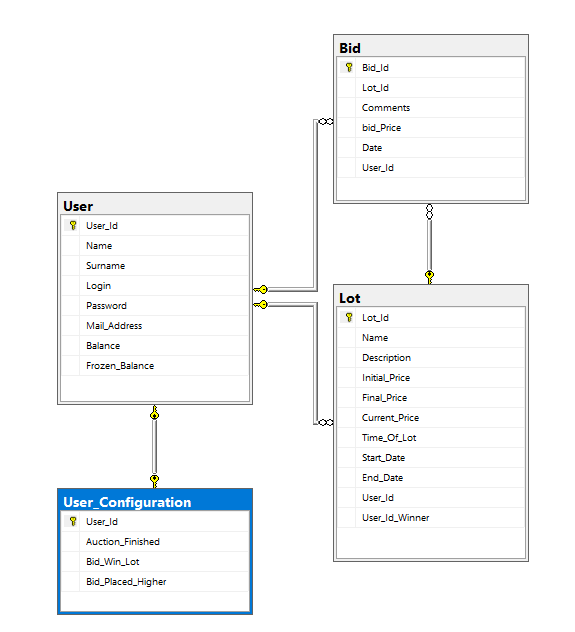 Bid
Bid_Id
Lot_Id
Comments
bid_Price
Date
User_Id
User
User_Id
Name
Surname
Login
Password
Mail_Address
Balance
Frozen_Balance
Lot
Lot_Id
Name
Description
Initial_Price
Final_Price
Current_Price
Time_Of_Lot
Start_Date
End_Date
User_Id
User_Id_Winner
User_Configuration
User_Id
Auction_Finished
Bid_Win_Lot
Bid_Placed_Higher